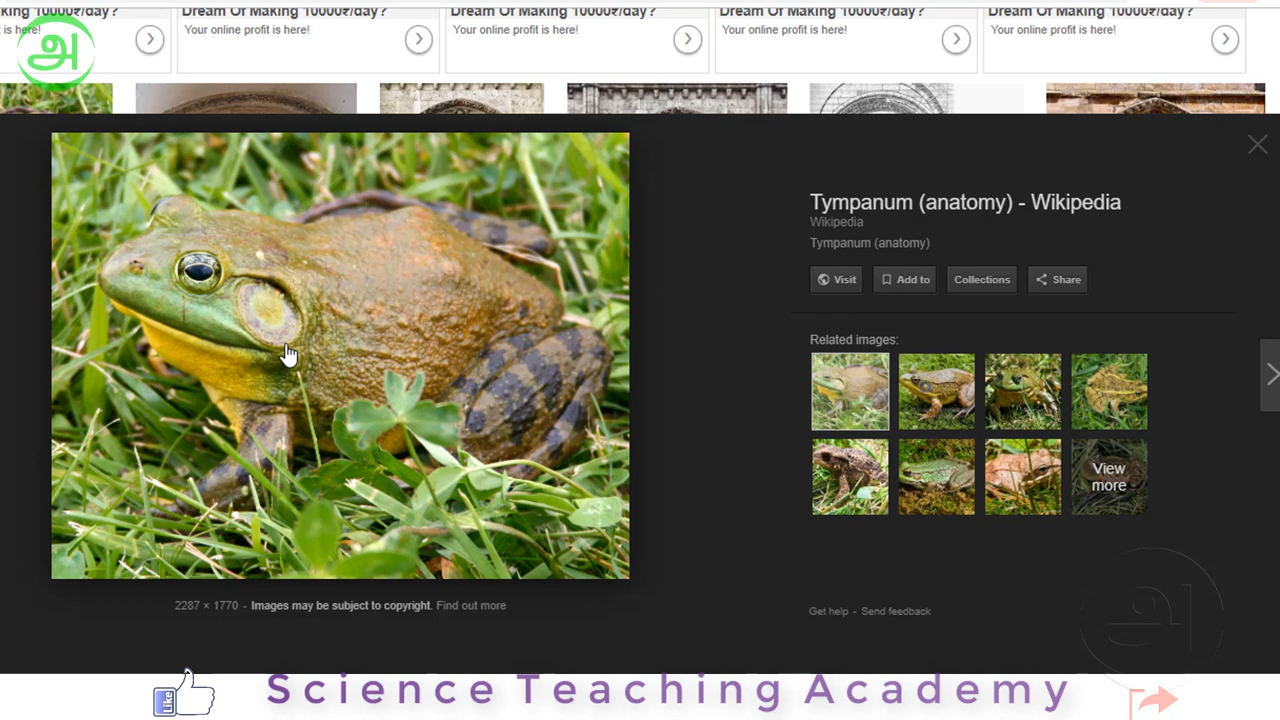 Dream Of Making 10000₹/day? Dream Of Making 10000₹/day? Dream Of Making 10000₹/day? Dream Of Making 10000₹/day?
is here! Your online profit is here! Your online profit is here! Your online profit is here! Your online profit is here!
அ
Tympanum (anatomy) - Wikipedia
Wikipedia
Tympanum (anatomy)
Visit Add to Collections Share
Related images:
View
more
2287 × 1770 - Images may be subject to copyright. Find out more
Get help - Send feedback
அ
Science Teaching Academy